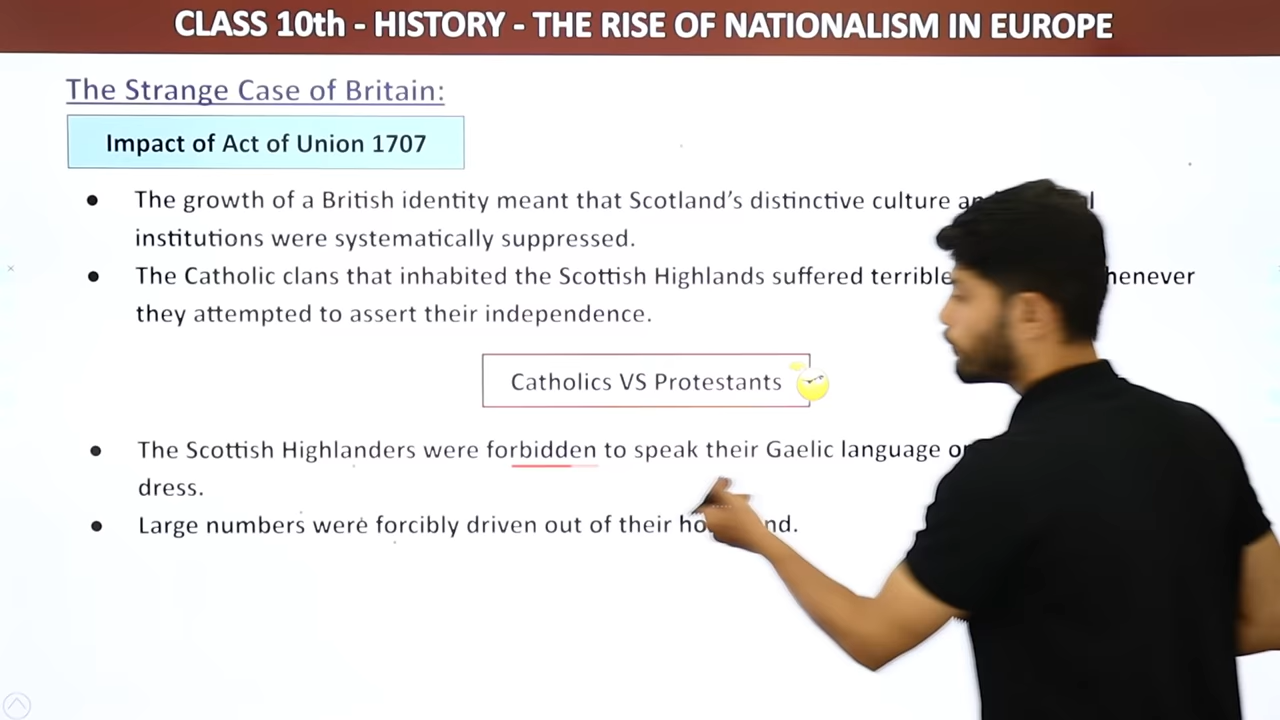 CLASS 10th - HISTORY - THE RISE OF NATIONALISM IN EUROPE
The Strange Case of Britain:
Impact of Act of Union 1707
● The growth of a British identity meant that Scotland's distinctive culture
institutions were systematically suppressed.
● The Catholic clans that inhabited the Scottish Highlands suffered terrible
they attempted to assert their independence.
Catholics VS Protestants
● The Scottish Highlanders were forbidden to speak their Gaelic language
dress.
● Large numbers were forcibly driven out of their